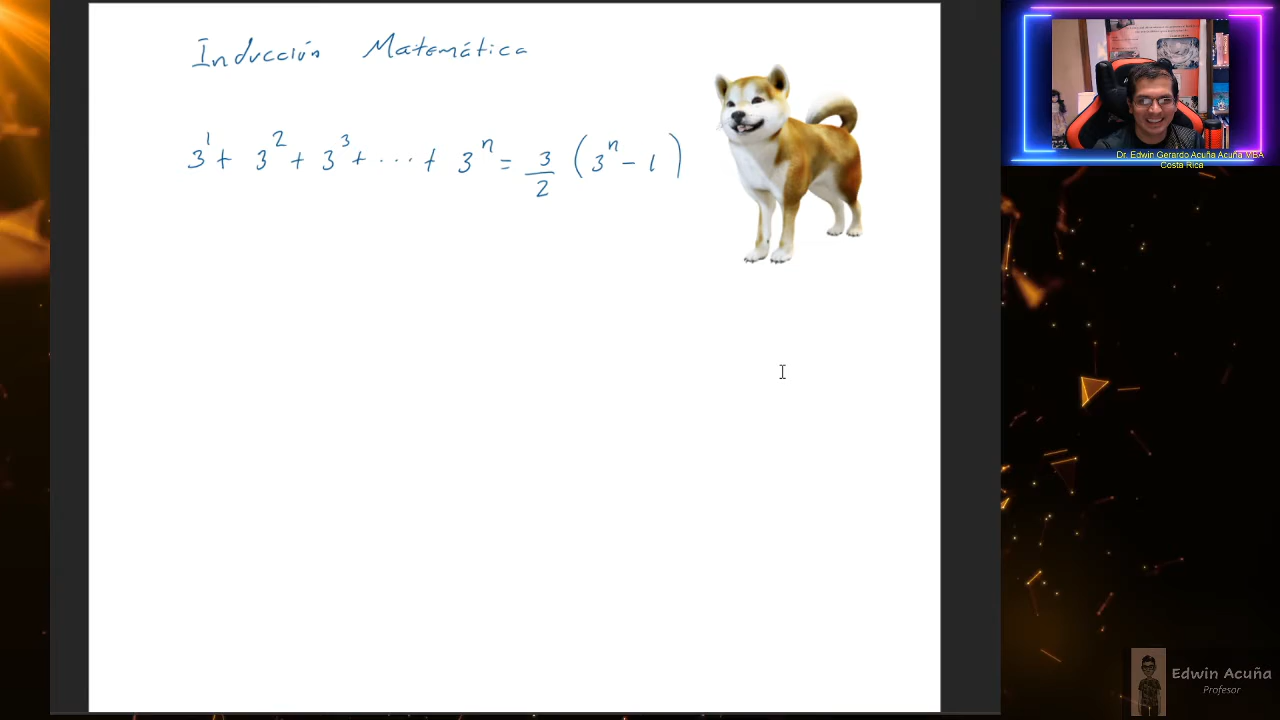 Inducción Matemática
3¹ + 3² + 3³ + ... + 3ⁿ = 3/2 (3ⁿ - 1)
Dr. Edwin Gerardo Acuña Acuña MBA
Costa Rica
Edwin Acuña
Profesor